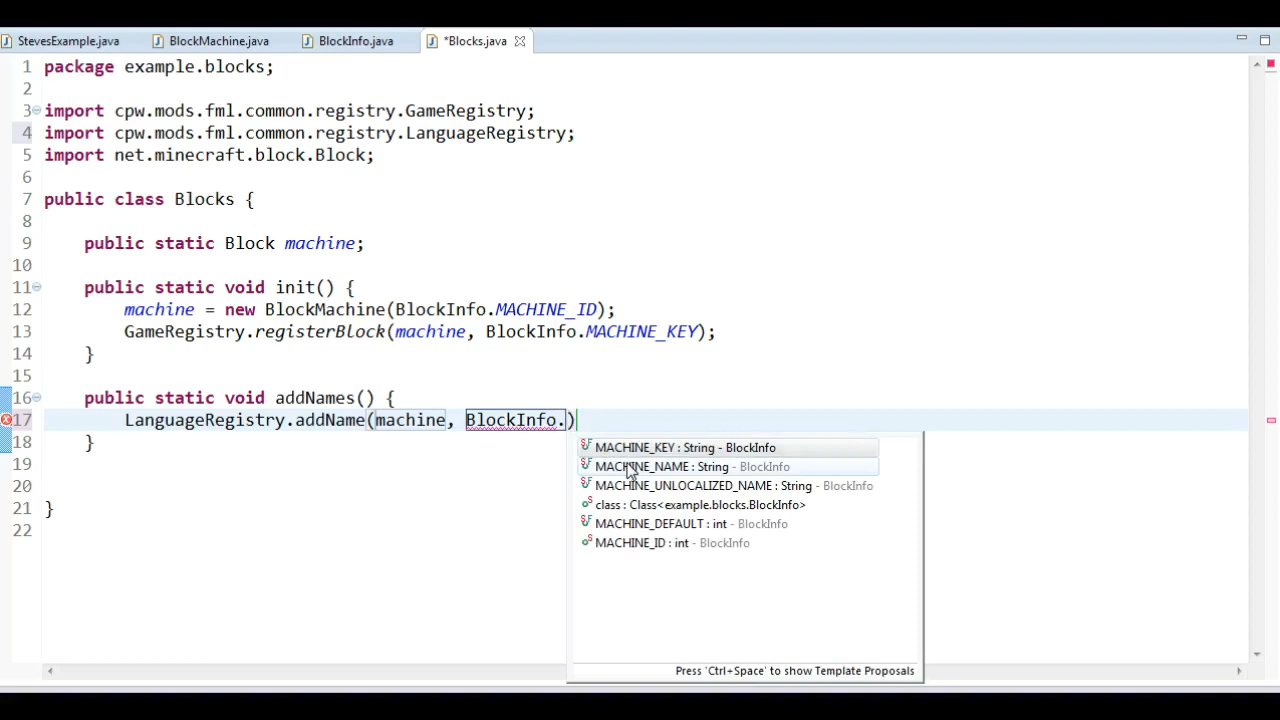 StevesExample.java BlockMachine.java BlockInfo.java *Blocks.java
1 package example.blocks;
2
3 import cpw.mods.fml.common.registry.GameRegistry;
4 import cpw.mods.fml.common.registry.LanguageRegistry;
5 import net.minecraft.block.Block;
6
7 public class Blocks {
8
9 public static Block machine;
10
11 public static void init() {
12 machine = new BlockMachine(BlockInfo.MACHINE_ID);
13 GameRegistry.registerBlock(machine, BlockInfo.MACHINE_KEY);
14 }
15
16 public static void addNames() {
17 LanguageRegistry.addName(machine, BlockInfo.)
18 }
19
20
21 }
22
MACHINE_KEY : String - BlockInfo
MACHINE_NAME : String - BlockInfo
MACHINE_UNLOCALIZED_NAME : String - BlockInfo
class : Class<example.blocks.BlockInfo>
MACHINE_DEFAULT : int - BlockInfo
MACHINE_ID : int - BlockInfo
Press 'Ctrl+Space' to show Template Proposals